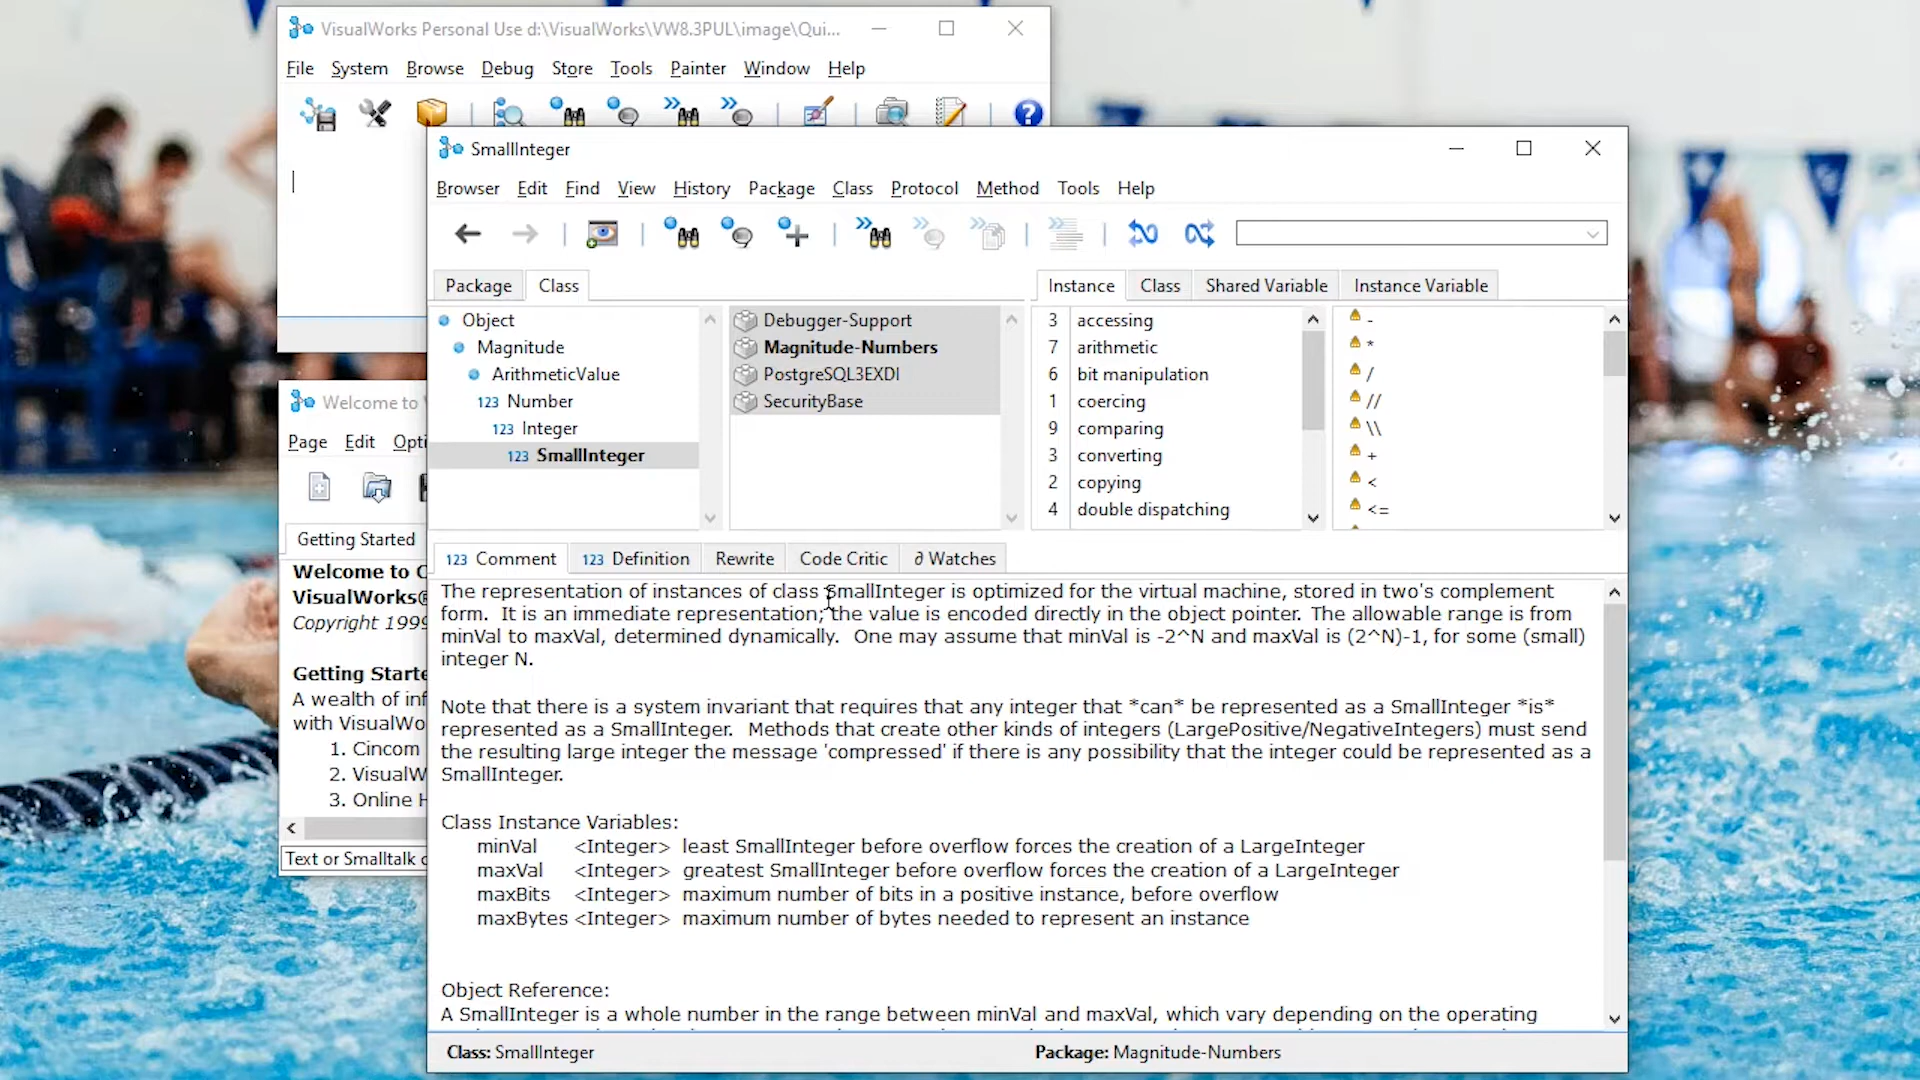 VisualWorks Personal Use d:\VisualWorks\VW8.3PUL\image\Qui...
File System Browse Debug Store Tools Painter Window Help
SmallInteger
Browser Edit Find View History Package Class Protocol Method Tools Help
Package Class
Instance Class Shared Variable Instance Variable
Object
Magnitude
ArithmeticValue
123 Number
123 Integer
123 SmallInteger
Debugger-Support
Magnitude-Numbers
PostgreSQL3EXDI
SecurityBase
3 accessing
7 arithmetic
6 bit manipulation
1 coercing
9 comparing
3 converting
2 copying
4 double dispatching
-
*
/
//
\\
+
<
<=
123 Comment 123 Definition Rewrite Code Critic ∂ Watches
The representation of instances of class SmallInteger is optimized for the virtual machine, stored in two's complement
form.  It is an immediate representation; the value is encoded directly in the object pointer. The allowable range is from
minVal to maxVal, determined dynamically.  One may assume that minVal is -2^N and maxVal is (2^N)-1, for some (small)
integer N.
Note that there is a system invariant that requires that any integer that *can* be represented as a SmallInteger *is*
represented as a SmallInteger.  Methods that create other kinds of integers (LargePositive/NegativeIntegers) must send
the resulting large integer the message 'compressed' if there is any possibility that the integer could be represented as a
SmallInteger.
Class Instance Variables:
minVal <Integer> least SmallInteger before overflow forces the creation of a LargeInteger
maxVal <Integer> greatest SmallInteger before overflow forces the creation of a LargeInteger
maxBits <Integer> maximum number of bits in a positive instance, before overflow
maxBytes <Integer> maximum number of bytes needed to represent an instance
Object Reference:
A SmallInteger is a whole number in the range between minVal and maxVal, which vary depending on the operating
Class: SmallInteger
Package: Magnitude-Numbers
Welcome to
Page Edit Opti
Getting Started
Welcome to C
VisualWorks®
Copyright 1999
Getting Starte
A wealth of inf
with VisualWo
1. Cincom
2. VisualW
3. Online H
Text or Smalltalk c